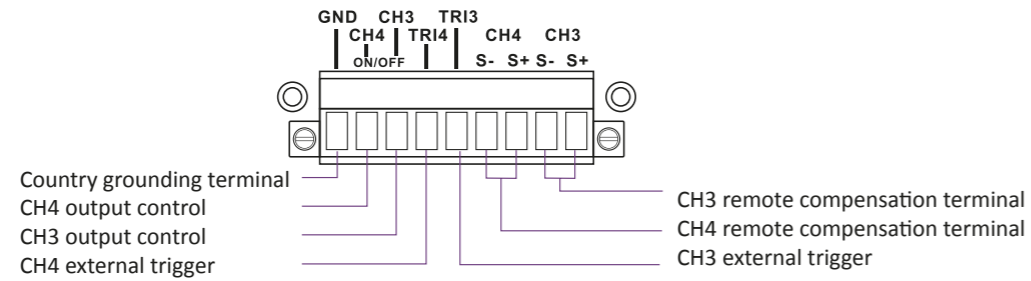 GND CH3 TRI3
CH4 TRI4 CH4 CH3
ON/OFF S- S+ S- S+
Country grounding terminal
CH4 output control
CH3 output control
CH4 external trigger
CH3 remote compensation terminal
CH4 remote compensation terminal
CH3 external trigger